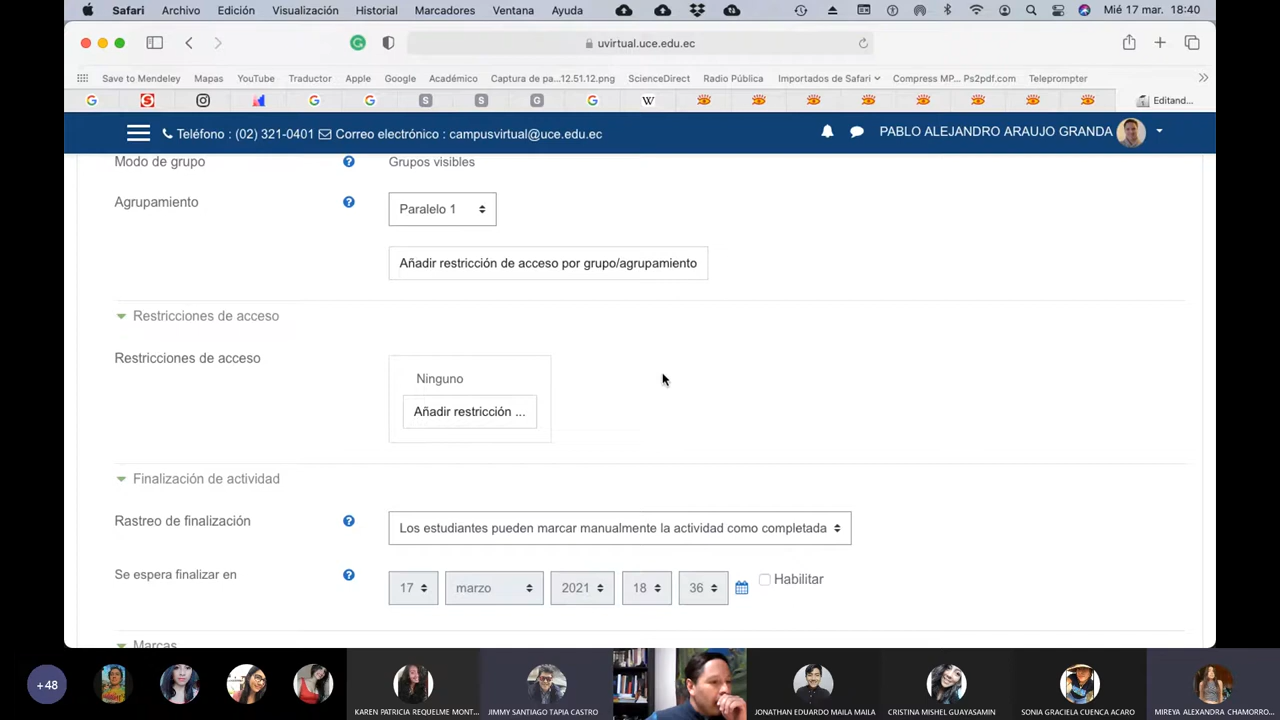 Safari Archivo Edición Visualización Historial Marcadores Ventana Ayuda Mié 17 mar. 18:40
uvirtual.uce.edu.ec
Save to Mendeley Mapas YouTube Traductor Apple Google Académico Captura de pa...12.51.12.png ScienceDirect Radio Pública Importados de Safari Compress MP... Ps2pdf.com Teleprompter
Editand...
Teléfono : (02) 321-0401 Correo electrónico : campusvirtual@uce.edu.ec PABLO ALEJANDRO ARAUJO GRANDA
Modo de grupo Grupos visibles
Agrupamiento Paralelo 1
Añadir restricción de acceso por grupo/agrupamiento
Restricciones de acceso
Restricciones de acceso
Ninguno
Añadir restricción ...
Finalización de actividad
Rastreo de finalización Los estudiantes pueden marcar manualmente la actividad como completada
Se espera finalizar en 17 marzo 2021 18 36 Habilitar
Marcas
+48
KAREN PATRICIA REQUELME MONT... JIMMY SANTIAGO TAPIA CASTRO JONATHAN EDUARDO MAILA MAILA CRISTINA MISHEL GUAYASAMIN SONIA GRACIELA CUENCA ACARO MIREYA ALEXANDRA CHAMORRO...